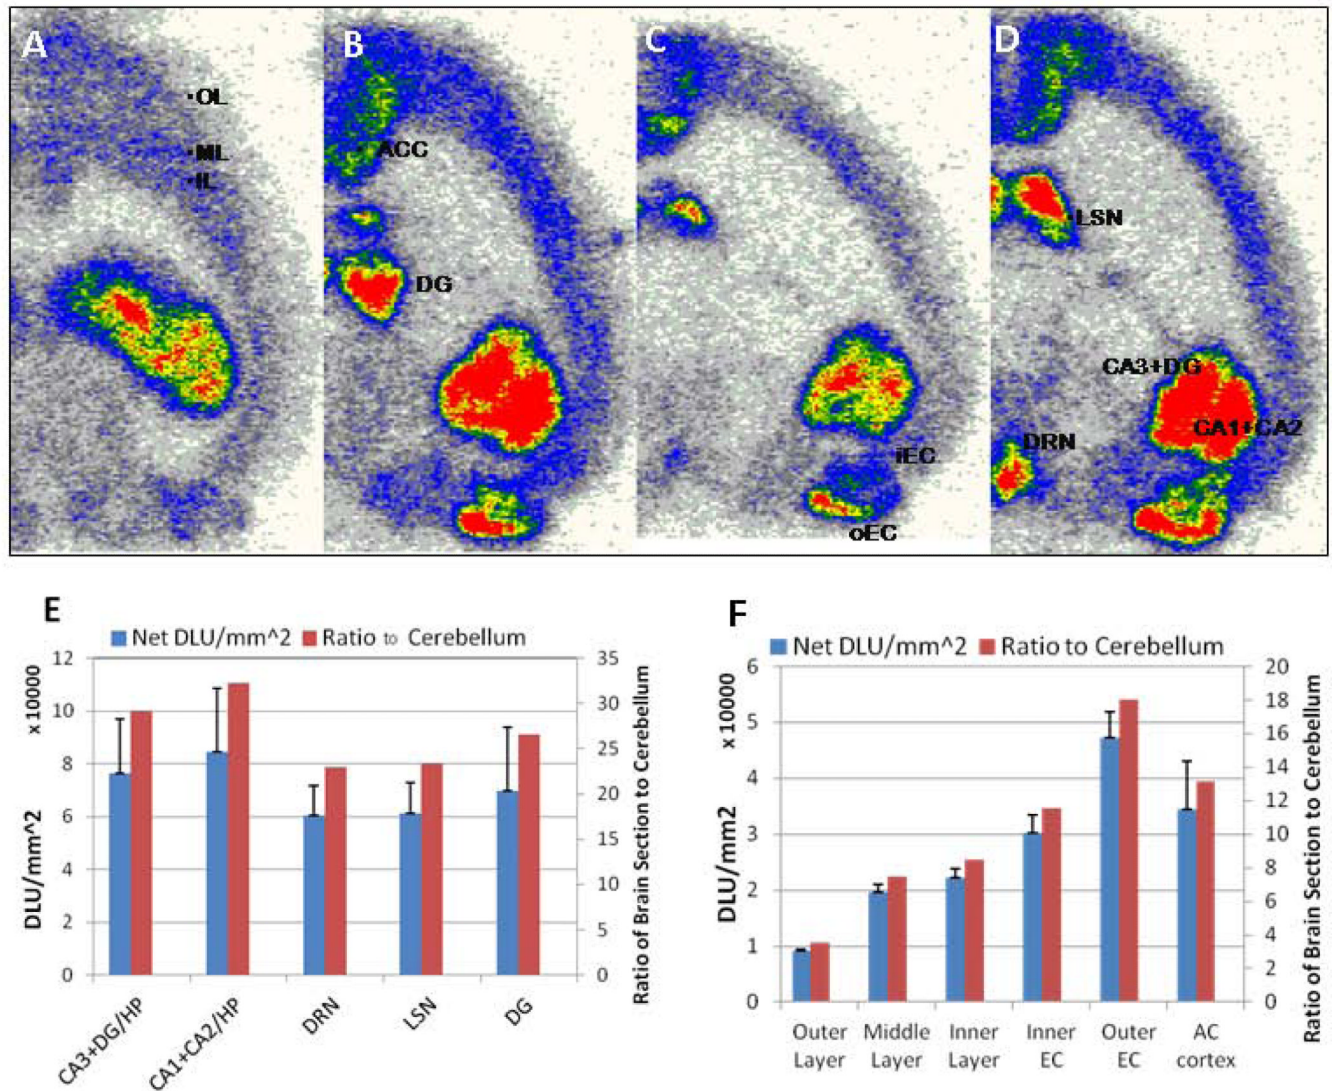 A
B
C
D
OL
ML
IL
ACC
DG
LSN
CA3+DG
CA1+CA2
DRN
iEC
oEC
E
Net DLU/mm^2 Ratio to Cerebellum
x 10000
DLU/mm^2
12
10
8
6
4
2
0
35
30
25
20
15
10
5
0
Ratio of Brain Section to Cerebellum
CA3+DG/HP
CA1+CA2/HP
DRN
LSN
DG
F
Net DLU/mm^2 Ratio to Cerebellum
x 10000
DLU/mm2
6
5
4
3
2
1
0
20
18
16
14
12
10
8
6
4
2
0
Ratio of Brain Section to Cerebellum
Outer Layer
Middle Layer
Inner Layer
Inner EC
Outer EC
AC cortex